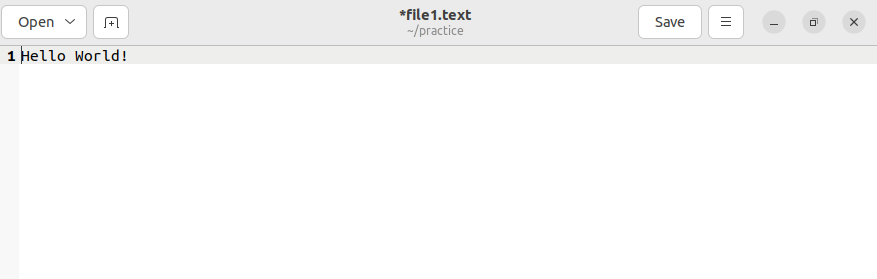 Open
*file1.text
Save
~/practice
1 Hello World!